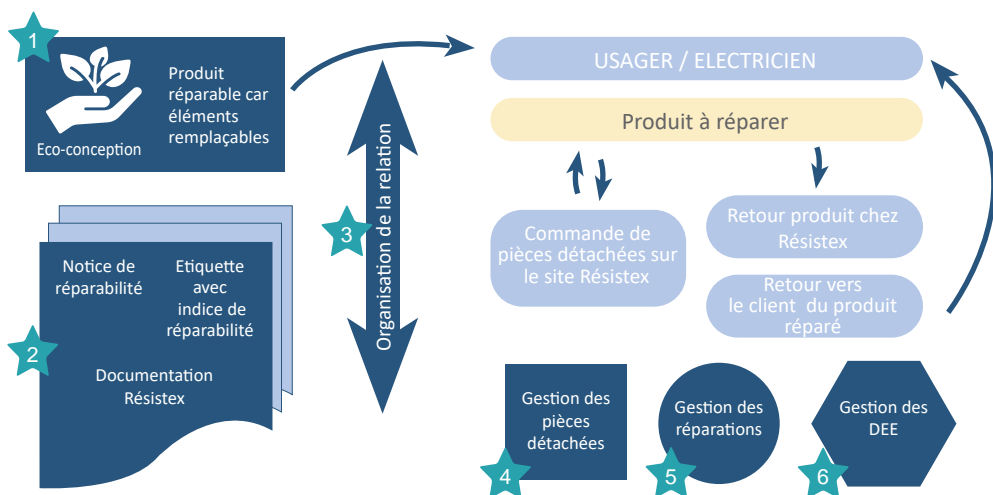 1
Produit
réparable car
éléments
remplaçables
Eco-conception
Notice de
réparabilité
Etiquette
avec
indice de
réparabilité
2
Documentation
Résistex
3
Organisation de la relation
USAGER / ELECTRICIEN
Produit à réparer
Commande de
pièces détachées sur
le site Résistex
Retour produit chez
Résistex
Retour vers
le client du produit
réparé
Gestion des
pièces
détachées
4
Gestion des
réparations
5
Gestion des
DEE
6